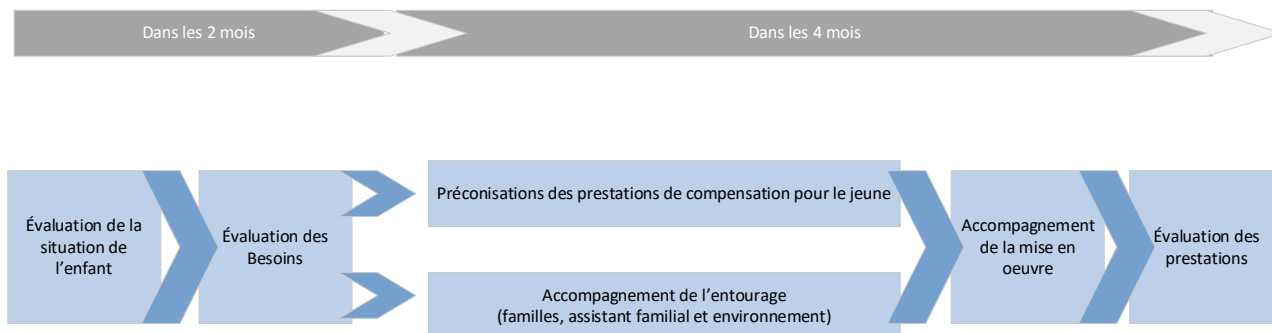 Dans les 2 mois
Dans les 4 mois
Évaluation de la
situation de
l’enfant
Évaluation des
Besoins
Préconisations des prestations de compensation pour le jeune
Accompagnement de l’entourage
(familles, assistant familial et environnement)
Accompagnement
de la mise en
oeuvre
Évaluation des
prestations